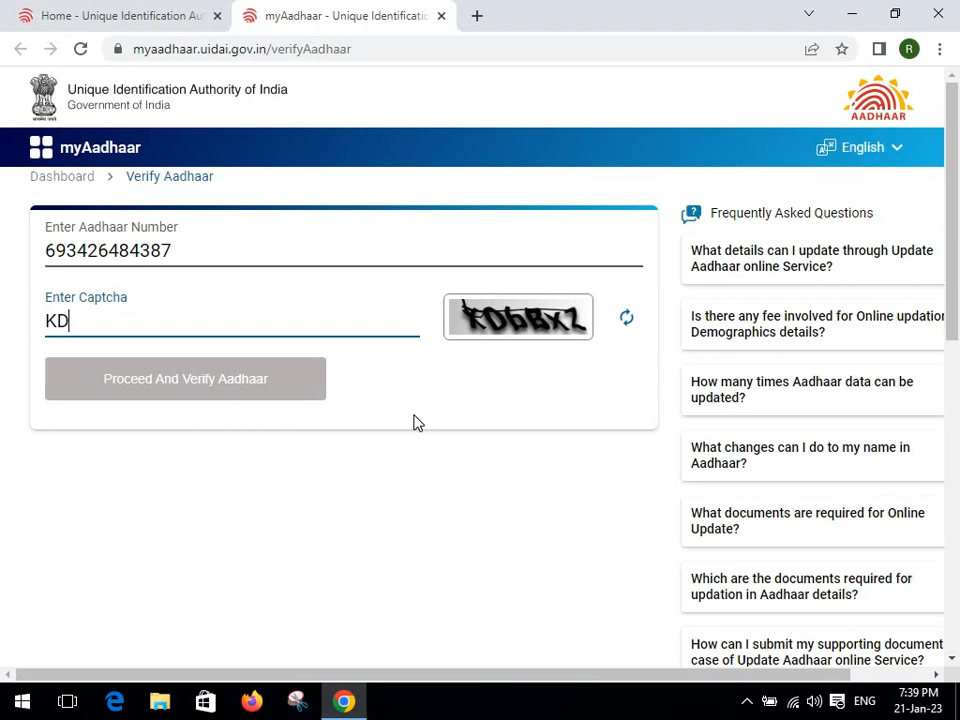 Home - Unique Identification Aut
myAadhaar - Unique Identificatio
myaadhaar.uidai.gov.in/verifyAadhaar
R
Unique Identification Authority of India
Government of India
AADHAAR
myAadhaar
English
Dashboard > Verify Aadhaar
Enter Aadhaar Number
693426484387
Enter Captcha
KD
Proceed And Verify Aadhaar
Frequently Asked Questions
What details can I update through Update
Aadhaar online Service?
Is there any fee involved for Online updation
Demographics details?
How many times Aadhaar data can be
updated?
What changes can I do to my name in
Aadhaar?
What documents are required for Online
Update?
Which are the documents required for
updation in Aadhaar details?
How can I submit my supporting document
case of Update Aadhaar online Service?
ENG
7:39 PM
21-Jan-23